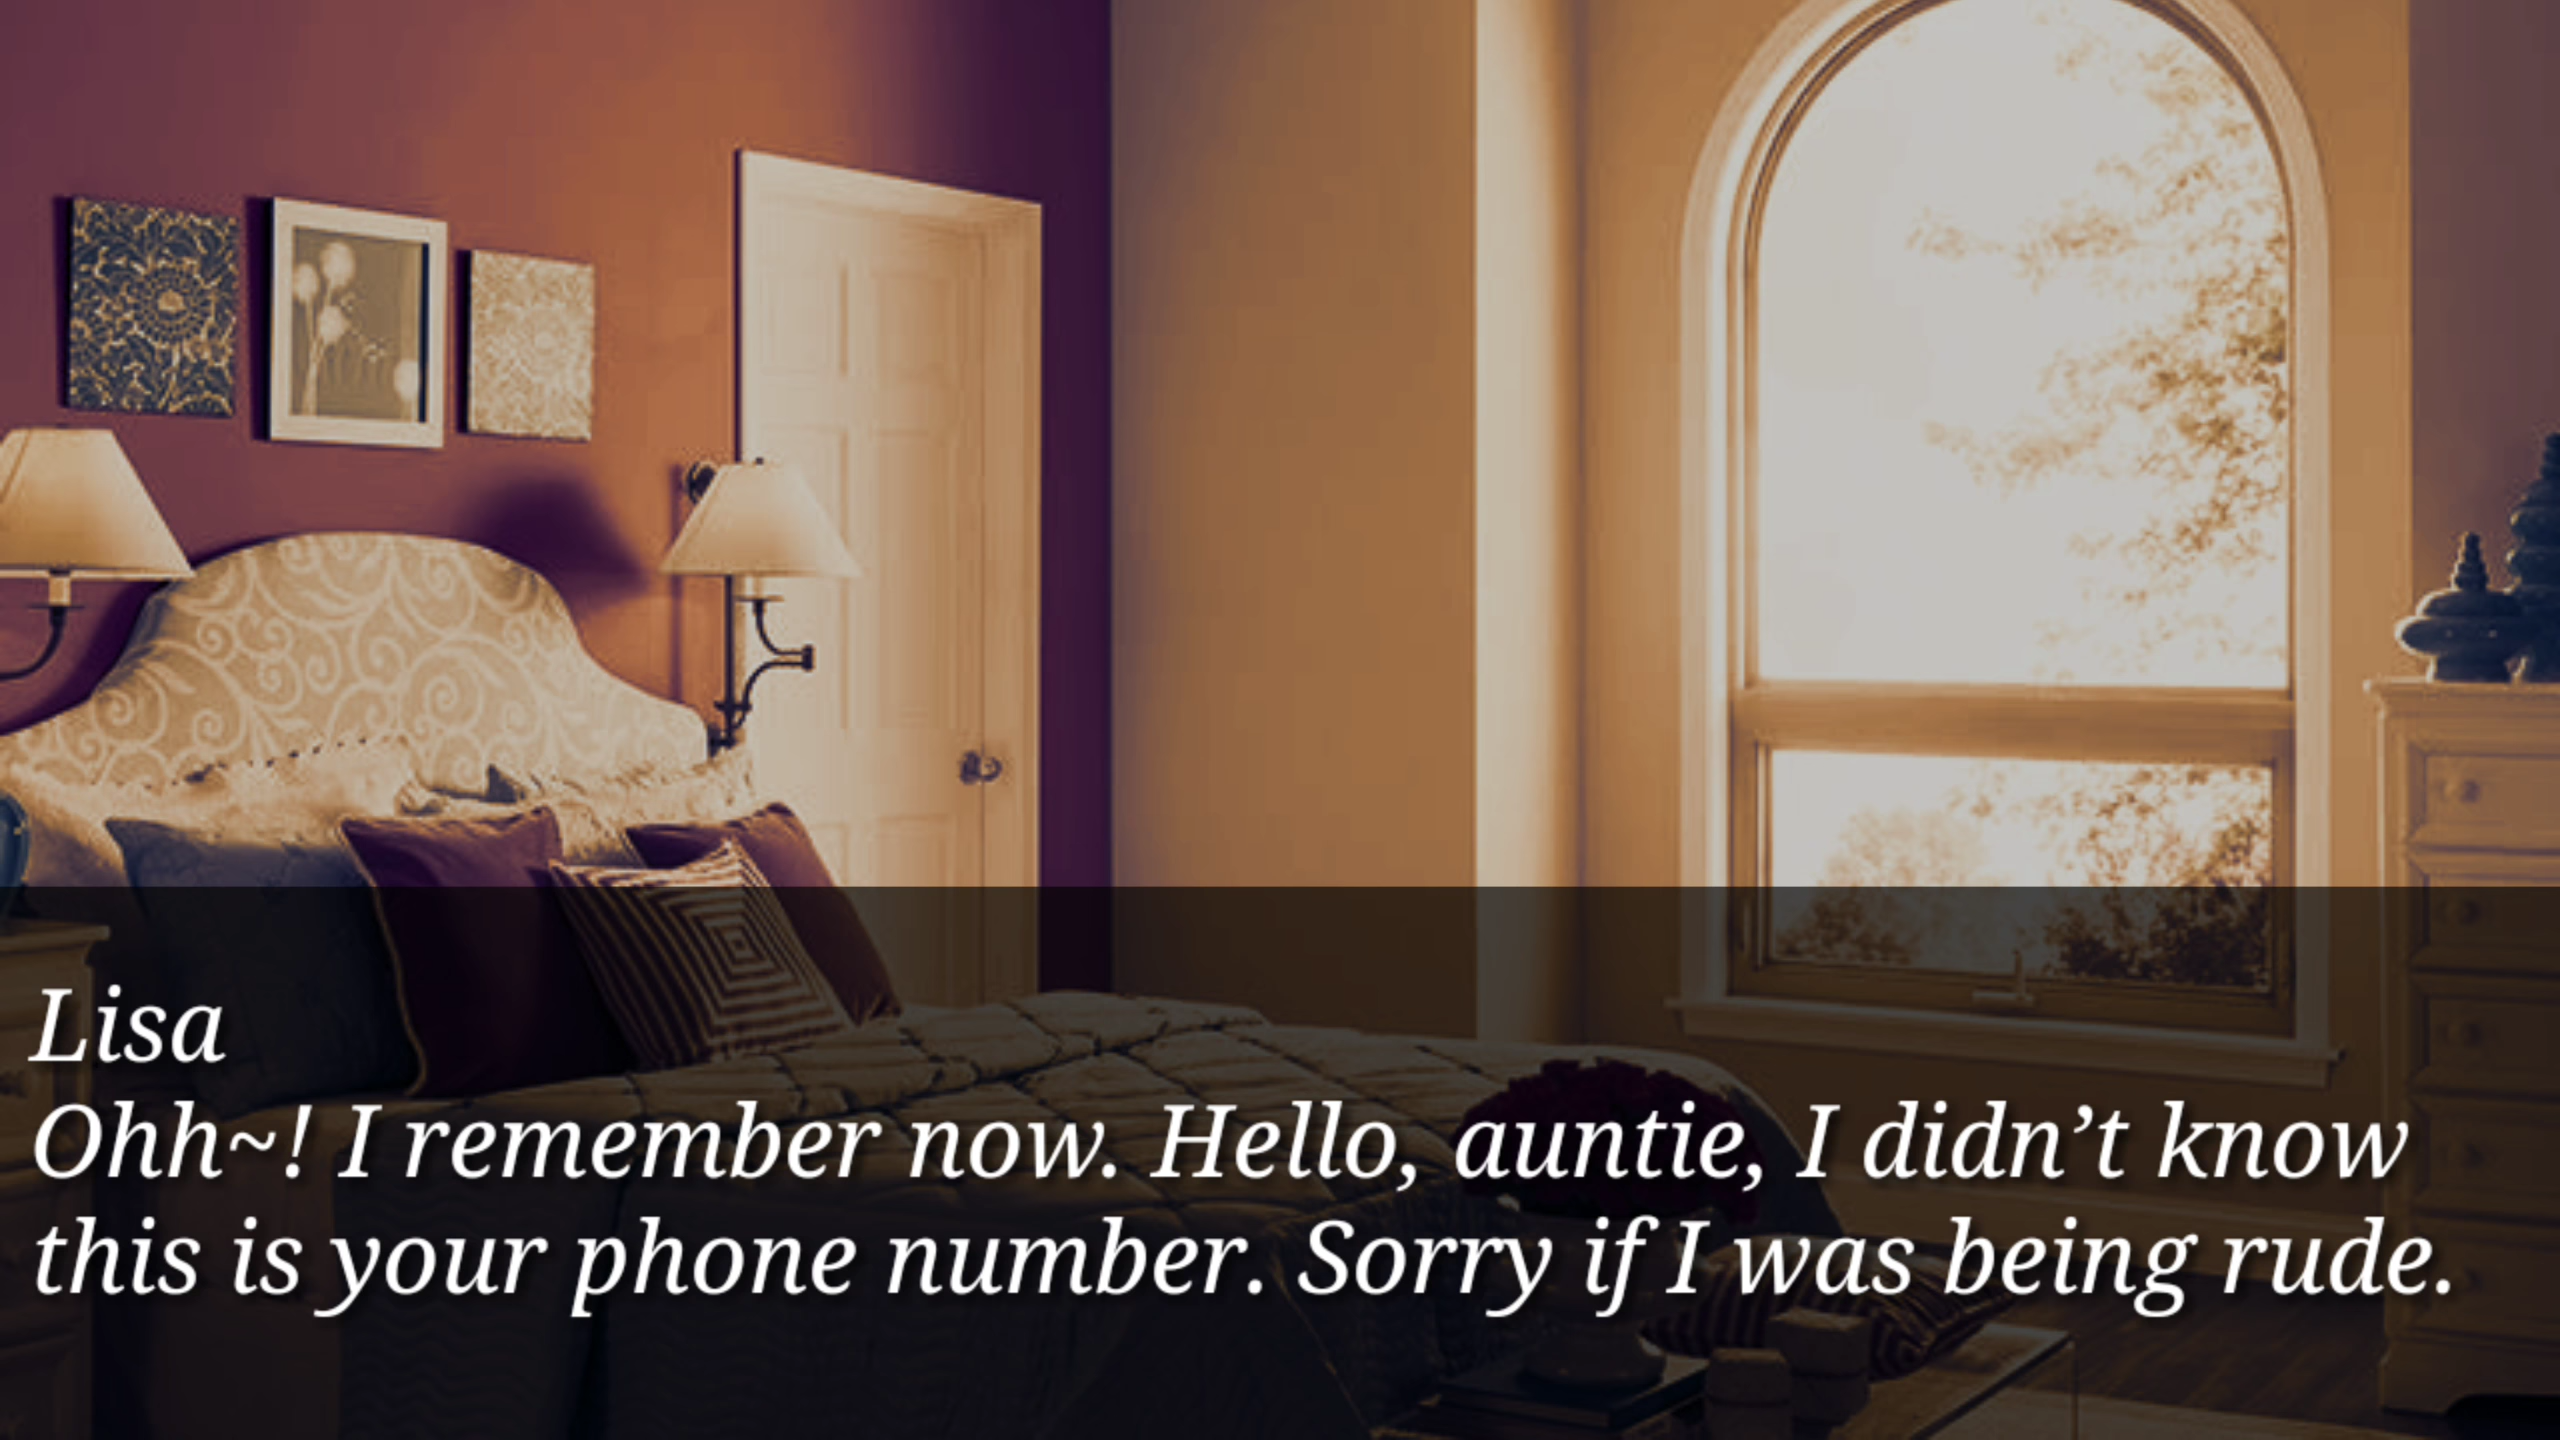 Lisa
Ohh~! I remember now. Hello, auntie, I didn’t know
this is your phone number. Sorry if I was being rude.